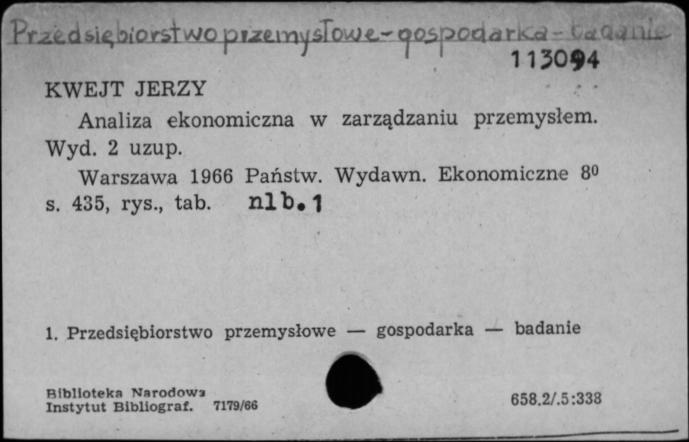 Przedsiębiorstwo przemysłowe - gospodarka - badanie
113094
KWEJT JERZY
Analiza ekonomiczna w zarządzaniu przemysłem.
Wyd. 2 uzup.
Warszawa 1966 Państw. Wydawn. Ekonomiczne 8⁰
s. 435, rys., tab. nlb. 1
1. Przedsiębiorstwo przemysłowe — gospodarka — badanie
Biblioteka Narodowa
Instytut Bibliograf. 7179/66
658.2/.5:338